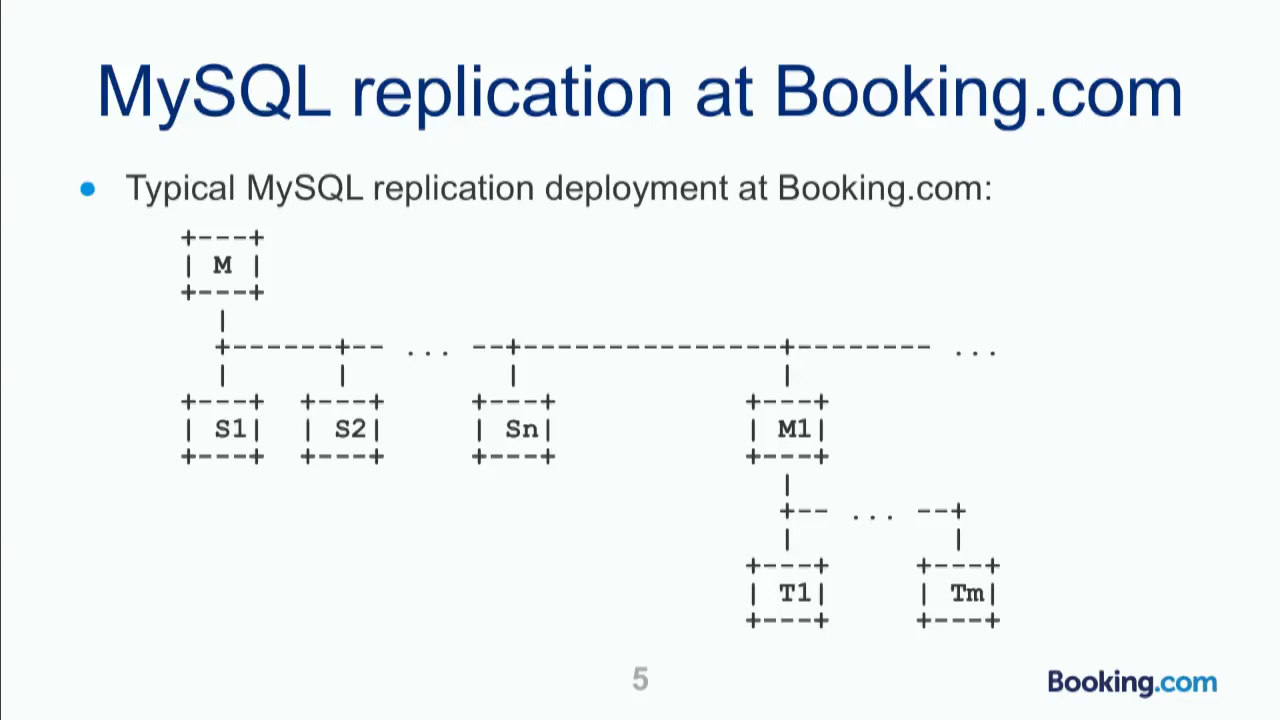 MySQL replication at Booking.com
• Typical MySQL replication deployment at Booking.com:
+---+
| M |
+---+
  |
  +------+-- ... --+---------------+-------- ...
  |      |         |               |
+---+  +---+     +---+           +---+
| S1|  | S2|     | Sn|           | M1|
+---+  +---+     +---+           +---+
                                   |
                                   +-- ... --+
                                   |         |
                                 +---+     +---+
                                 | T1|     | Tm|
                                 +---+     +---+
5
Booking.com